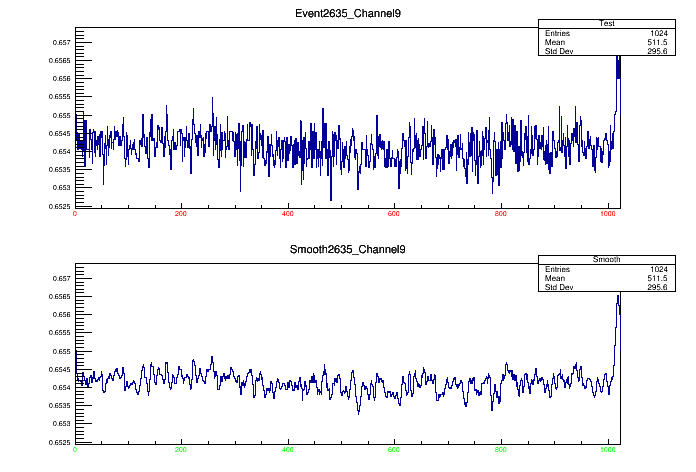 Event2635_Channel9
Test
Entries 1024
Mean 511.5
Std Dev 295.6
0.657
0.6565
0.656
0.6555
0.655
0.6545
0.654
0.6535
0.653
0.6525
0 200 400 600 800 1000
Smooth2635_Channel9
Smooth
Entries 1024
Mean 511.5
Std Dev 295.6
0.657
0.6565
0.656
0.6555
0.655
0.6545
0.654
0.6535
0.653
0.6525
0 200 400 600 800 1000